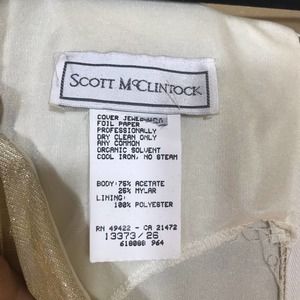 SCOTT MCCLINTOCK
COVER JEWEL
FOIL PAPER
PROFESSIONALLY
DRY CLEAN ONLY
ANY COMMON
ORGANIC SOLVENT
COOL IRON, NO STEAM
BODY: 75% ACETATE
25% MYLAR
LINING:
100% POLYESTER
RN 49422 - CA 21472
13373/26
618088 964